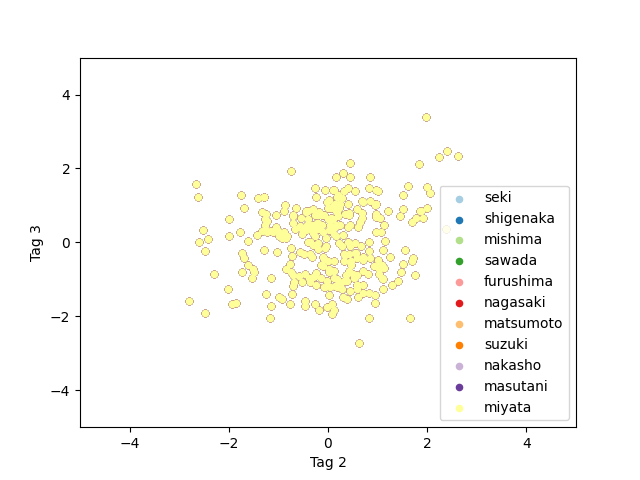 4
2
0
−2
−4
Tag 3
−4
−2
0
2
4
Tag 2
seki
shigenaka
mishima
sawada
furushima
nagasaki
matsumoto
suzuki
nakasho
masutani
miyata